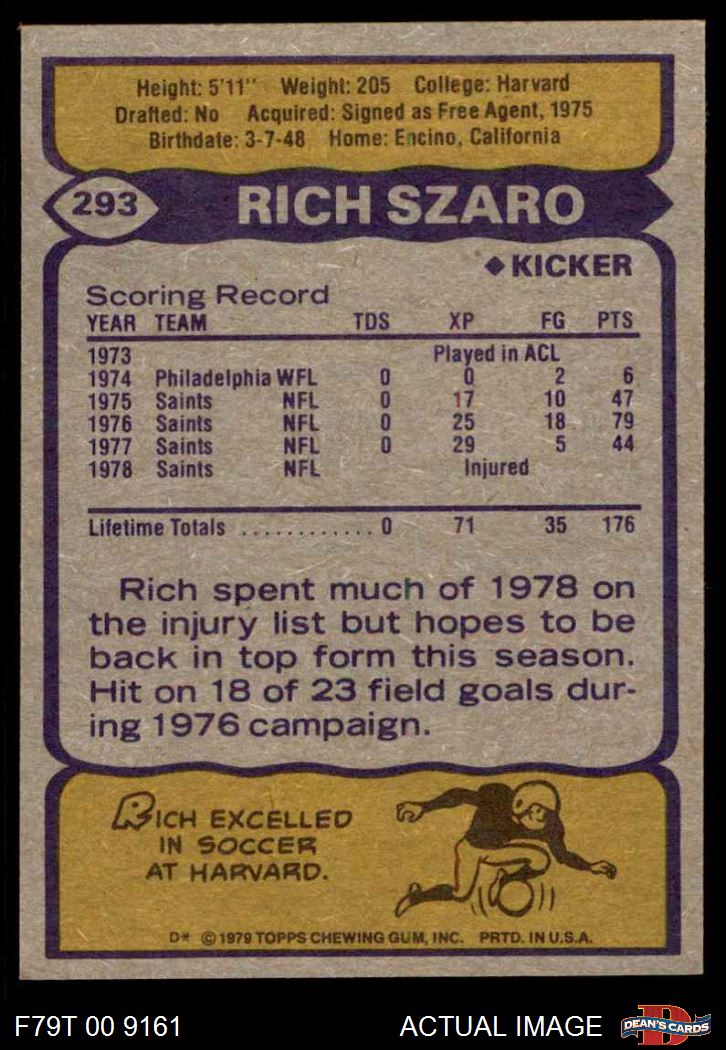 Height: 5'11" Weight: 205 College: Harvard
Drafted: No Acquired: Signed as Free Agent, 1975
Birthdate: 3-7-48 Home: Encino, California
293 RICH SZARO
◆ KICKER
Scoring Record
YEAR TEAM TDS XP FG PTS
1973 Played in ACL
1974 Philadelphia WFL 0 0 2 6
1975 Saints NFL 0 17 10 47
1976 Saints NFL 0 25 18 79
1977 Saints NFL 0 29 5 44
1978 Saints NFL Injured
Lifetime Totals ............ 0 71 35 176
Rich spent much of 1978 on
the injury list but hopes to be
back in top form this season.
Hit on 18 of 23 field goals dur-
ing 1976 campaign.
RICH EXCELLED
IN SOCCER
AT HARVARD.
D* © 1979 TOPPS CHEWING GUM, INC. PRTD. IN U.S.A.
F79T 00 9161 ACTUAL IMAGE D DEAN'S CARDS